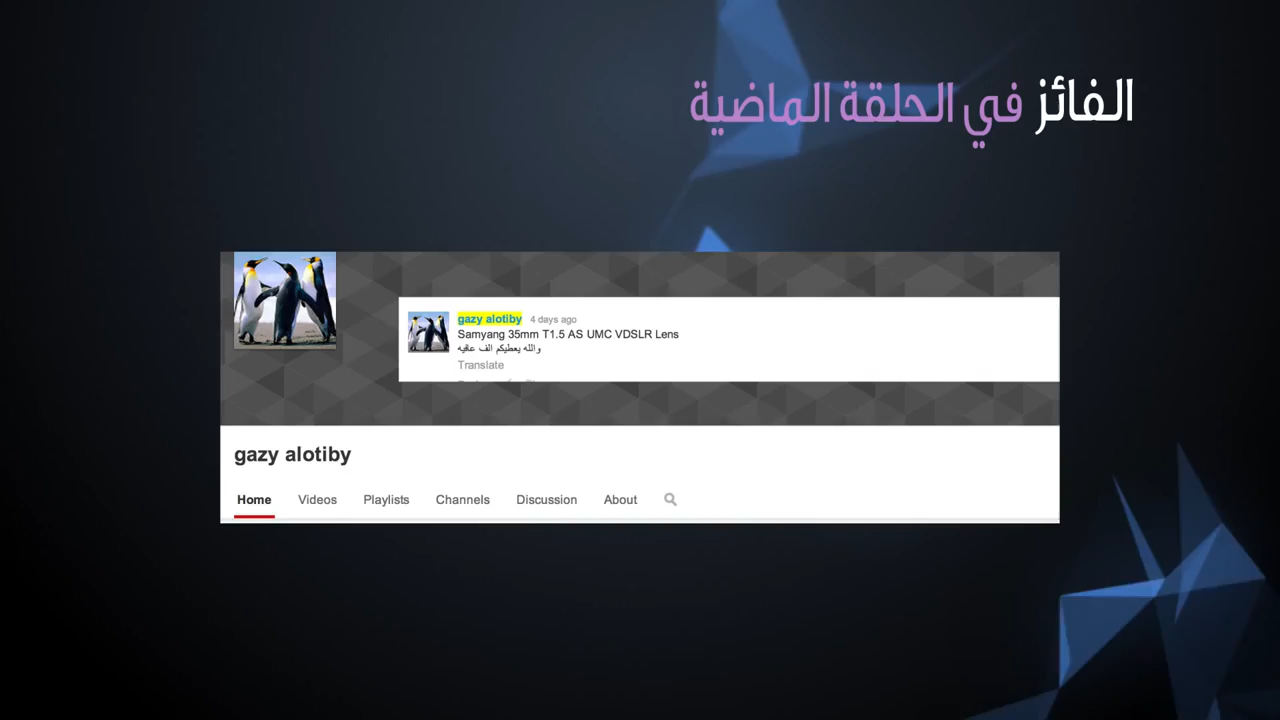 الفائز في الحلقة الماضية
gazy alotiby 4 days ago
Samyang 35mm T1.5 AS UMC VDSLR Lens
والله يعطيكم الف عافيه
Translate
gazy alotiby
Home Videos Playlists Channels Discussion About